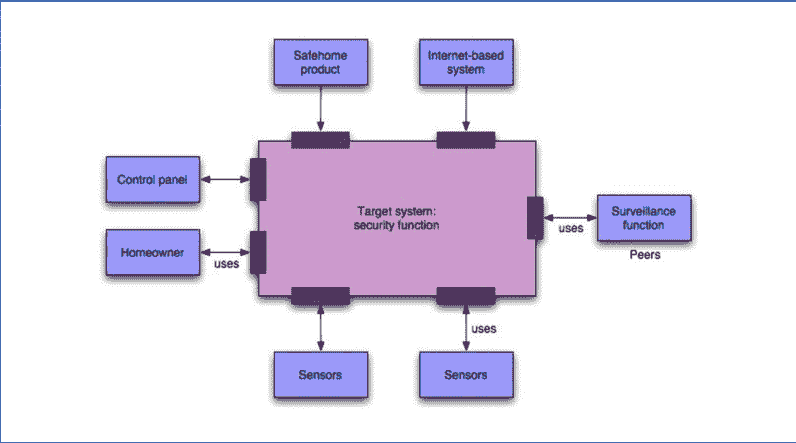 Safehome
product
Internet-based
system
Control panel
Target system:
security function
Surveillance
function
uses
Peers
Homeowner
uses
uses
Sensors
Sensors